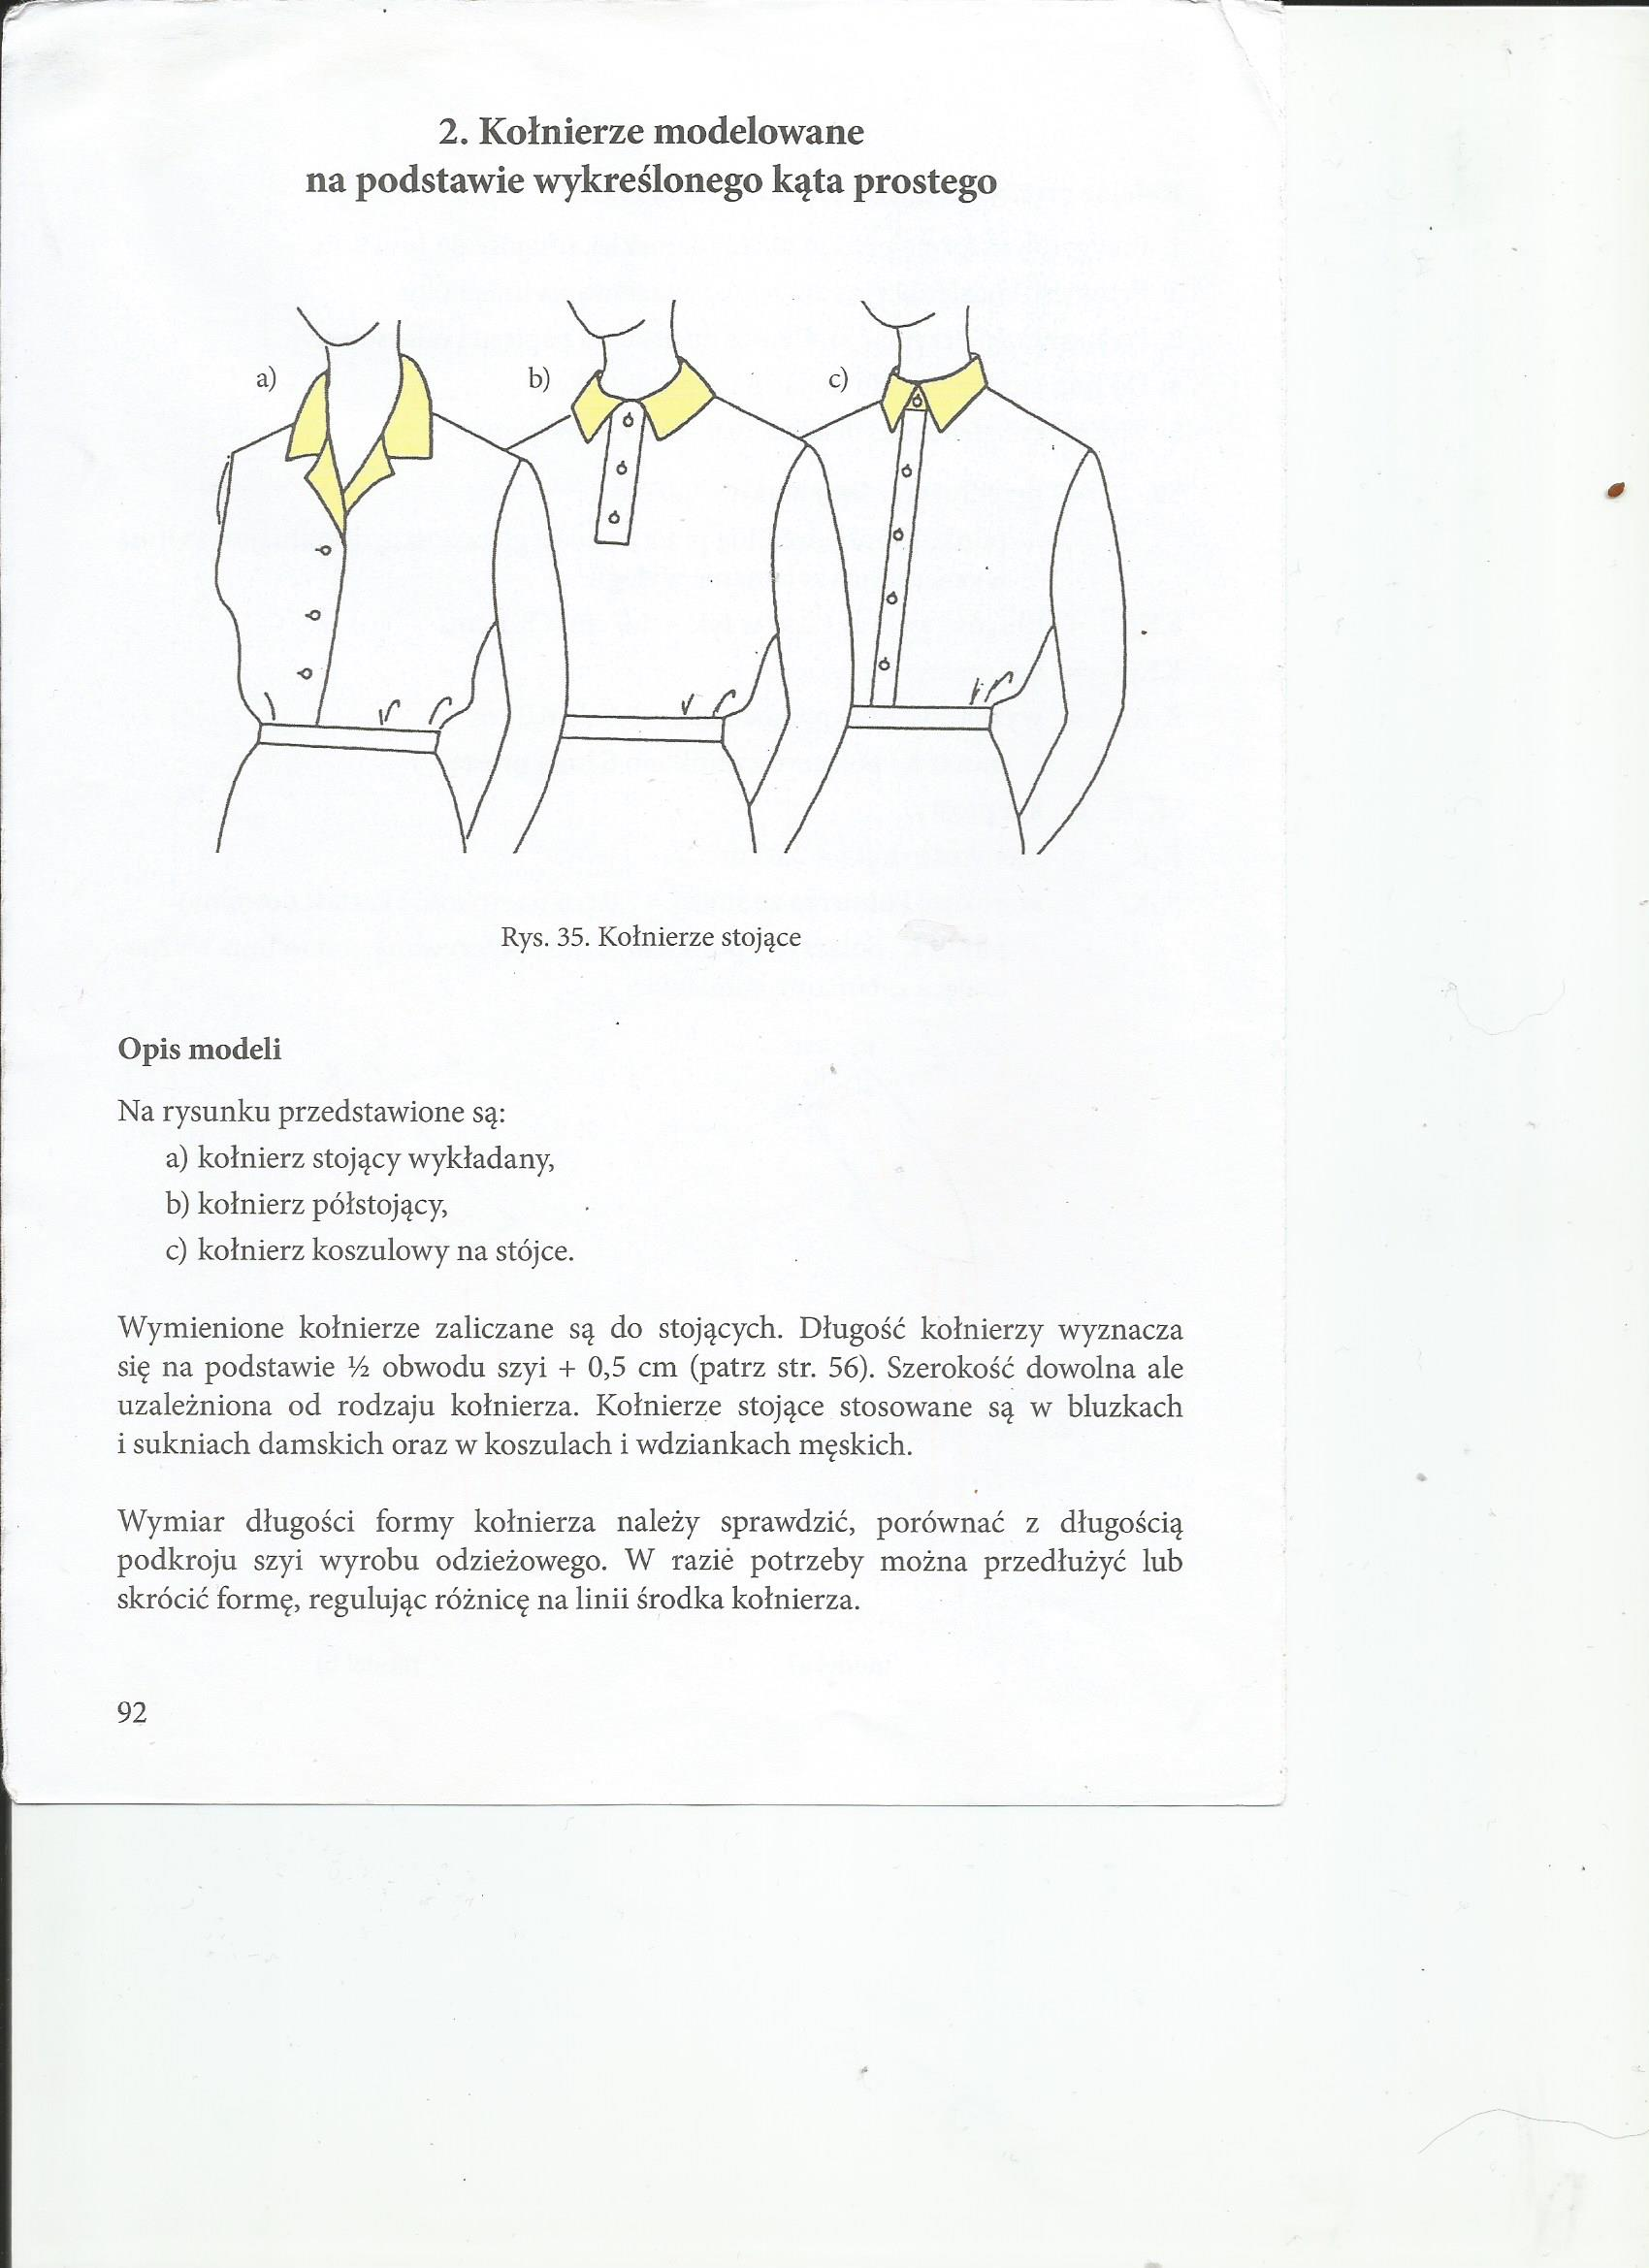 2. Kołnierze modelowane
na podstawie wykreślonego kąta prostego
a)
b)
c)
Rys. 35. Kołnierze stojące
Opis modeli
Na rysunku przedstawione są:
a) kołnierz stojący wykładany,
b) kołnierz półstojący,
c) kołnierz koszulowy na stójce.
Wymienione kołnierze zaliczane są do stojących. Długość kołnierzy wyznacza
się na podstawie ½ obwodu szyi + 0,5 cm (patrz str. 56). Szerokość dowolna ale
uzależniona od rodzaju kołnierza. Kołnierze stojące stosowane są w bluzkach
i sukniach damskich oraz w koszulach i wdziankach męskich.
Wymiar długości formy kołnierza należy sprawdzić, porównać z długością
podkroju szyi wyrobu odzieżowego. W razie potrzeby można przedłużyć lub
skrócić formę, regulując różnicę na linii środka kołnierza.
92